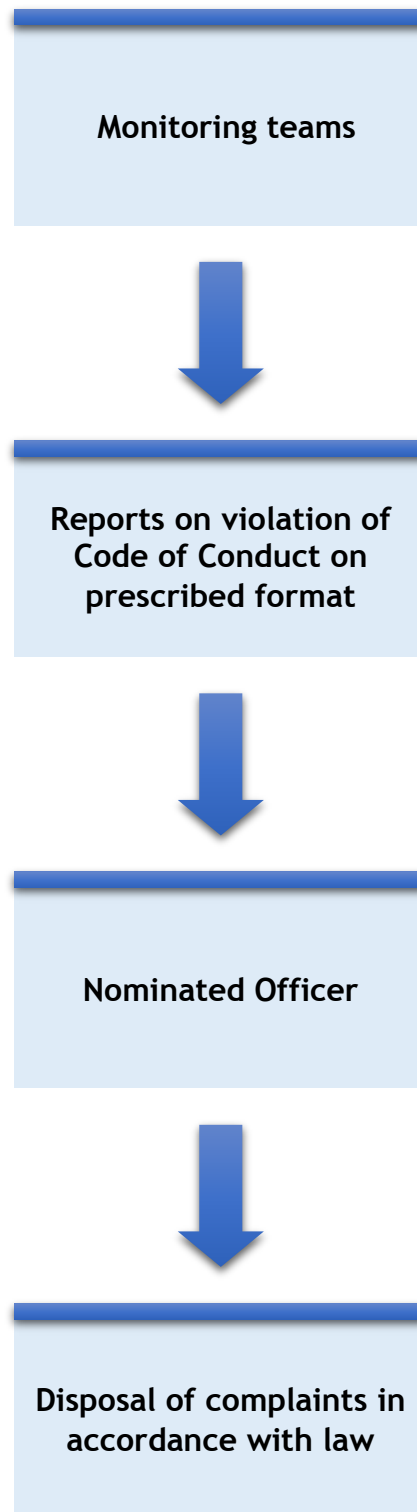 Monitoring teams
Reports on violation of
Code of Conduct on
prescribed format
Nominated Officer
Disposal of complaints in
accordance with law